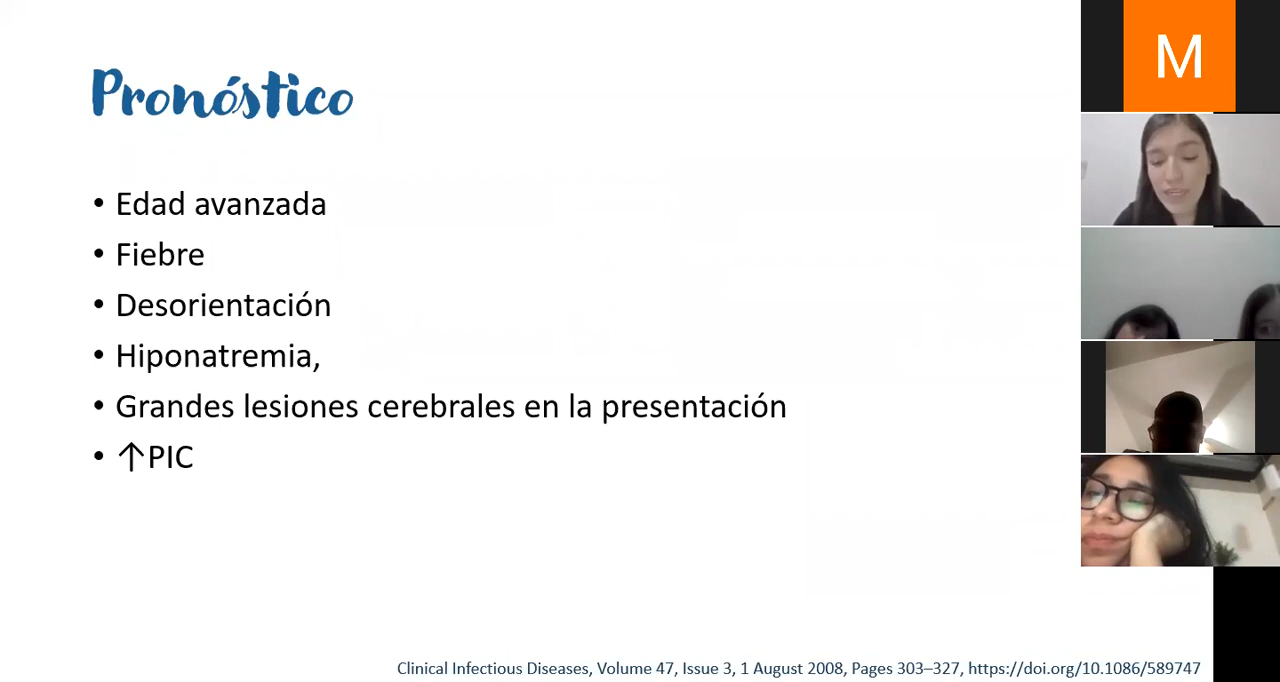 Pronóstico
• Edad avanzada
• Fiebre
• Desorientación
• Hiponatremia,
• Grandes lesiones cerebrales en la presentación
• ↑PIC
Clinical Infectious Diseases, Volume 47, Issue 3, 1 August 2008, Pages 303–327, https://doi.org/10.1086/589747
M